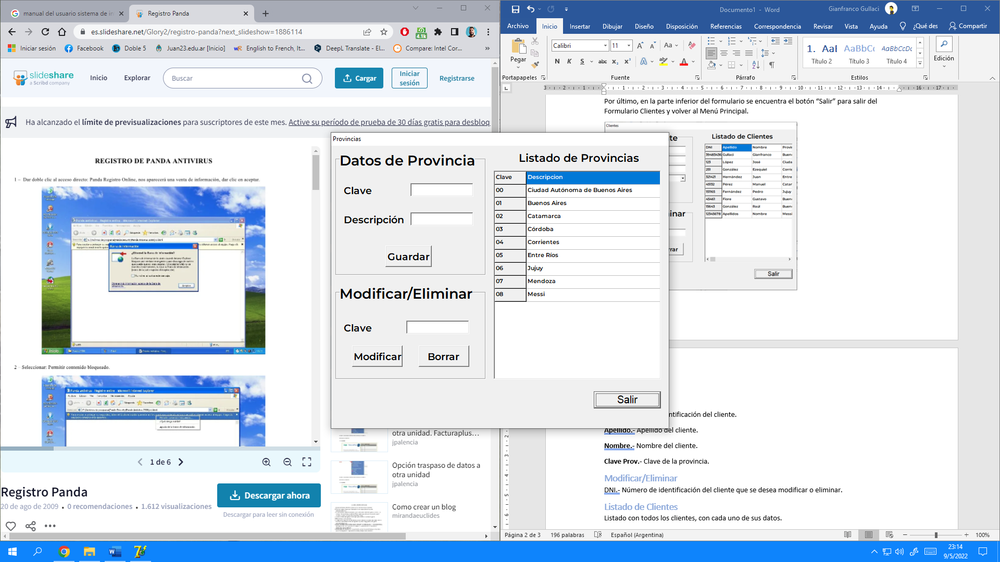 manual del usuario sistema de in
Registro Panda
es.slideshare.net/Glory2/registro-panda?next_slideshow=1886114
4.1k
Iniciar sesión
Facebook
Doble 5
Juan23.edu.ar [Inicio]
English to French, It...
DeepL Translate - El...
Compare: Intel Cor...
»
slideshare
a Scribd company
Inicio
Explorar
Buscar
Cargar
Iniciar sesión
Registrarse
Ha alcanzado el límite de previsualizaciones para suscriptores de este mes. Active su período de prueba de 30 días gratis para desbloq
REGISTRO DE PANDA ANTIVIRUS
1 – Dar doble clic al acceso directo: Panda Registro Online, nos aparecerá una venta de información, dar clic en aceptar.
2 – Seleccionar: Permitir contenido bloqueado.
1 de 6
Registro Panda
20 de ago de 2009 • 0 recomendaciones • 1.612 visualizaciones
Descargar ahora
Descargar para leer sin conexión
otra unidad. Facturaplus...
jpalencia
Opción traspaso de datos a
otra unidad
jpalencia
Como crear un blog
mirandaeuclides
Provincias
Datos de Provincia
Clave
Descripción
Guardar
Modificar/Eliminar
Clave
Modificar
Borrar
Listado de Provincias
Clave Descripcion
00 Ciudad Autónoma de Buenos Aires
01 Buenos Aires
02 Catamarca
03 Córdoba
04 Corrientes
05 Entre Ríos
06 Jujuy
07 Mendoza
08 Messi
Salir
Documento1 - Word
Gianfranco Gullaci
Archivo
Inicio
Insertar
Dibujar
Diseño
Disposición
Referencias
Correspondencia
Revisar
Vista
Ayuda
¿Qué des
Compartir
Pegar
Portapapeles
Calibri
11
N K S abc x₂ x²
Aa
Fuente
Párrafo
1. Aal
AaBbCc
AaBbCcDc
Título 2
Título 3
Título 4
Estilos
Edición
Por último, en la parte inferior del formulario se encuentra el botón “Salir” para salir del
Formulario Clientes y volver al Menú Principal.
Clientes
te
Listado de Clientes
DNI Apellido Nombre Provin
39483436 Gullaci Gianfranco Bueno
123 López José Ciuda
251 González Ezequiel Corrie
321421 Hernández Juan Entre
45132 Pérez Manuel Catar
151165 Fernández Pedro Jujuy
45461 Fiore Gustavo Bueno
15643 González Raúl Bueno
12345678 Apellidos Nombre Messi
inar
rar
Salir
ntificación del cliente.
Apellido.- Apellido del cliente.
Nombre.- Nombre del cliente.
Clave Prov.- Clave de la provincia.
Modificar/Eliminar
DNI.- Número de identificación del cliente que se desea modificar o eliminar.
Listado de Clientes
Listado con todos los clientes, con cada uno de sus datos.
Página 2 de 3
196 palabras
Español (Argentina)
100%
23:14
9/5/2022